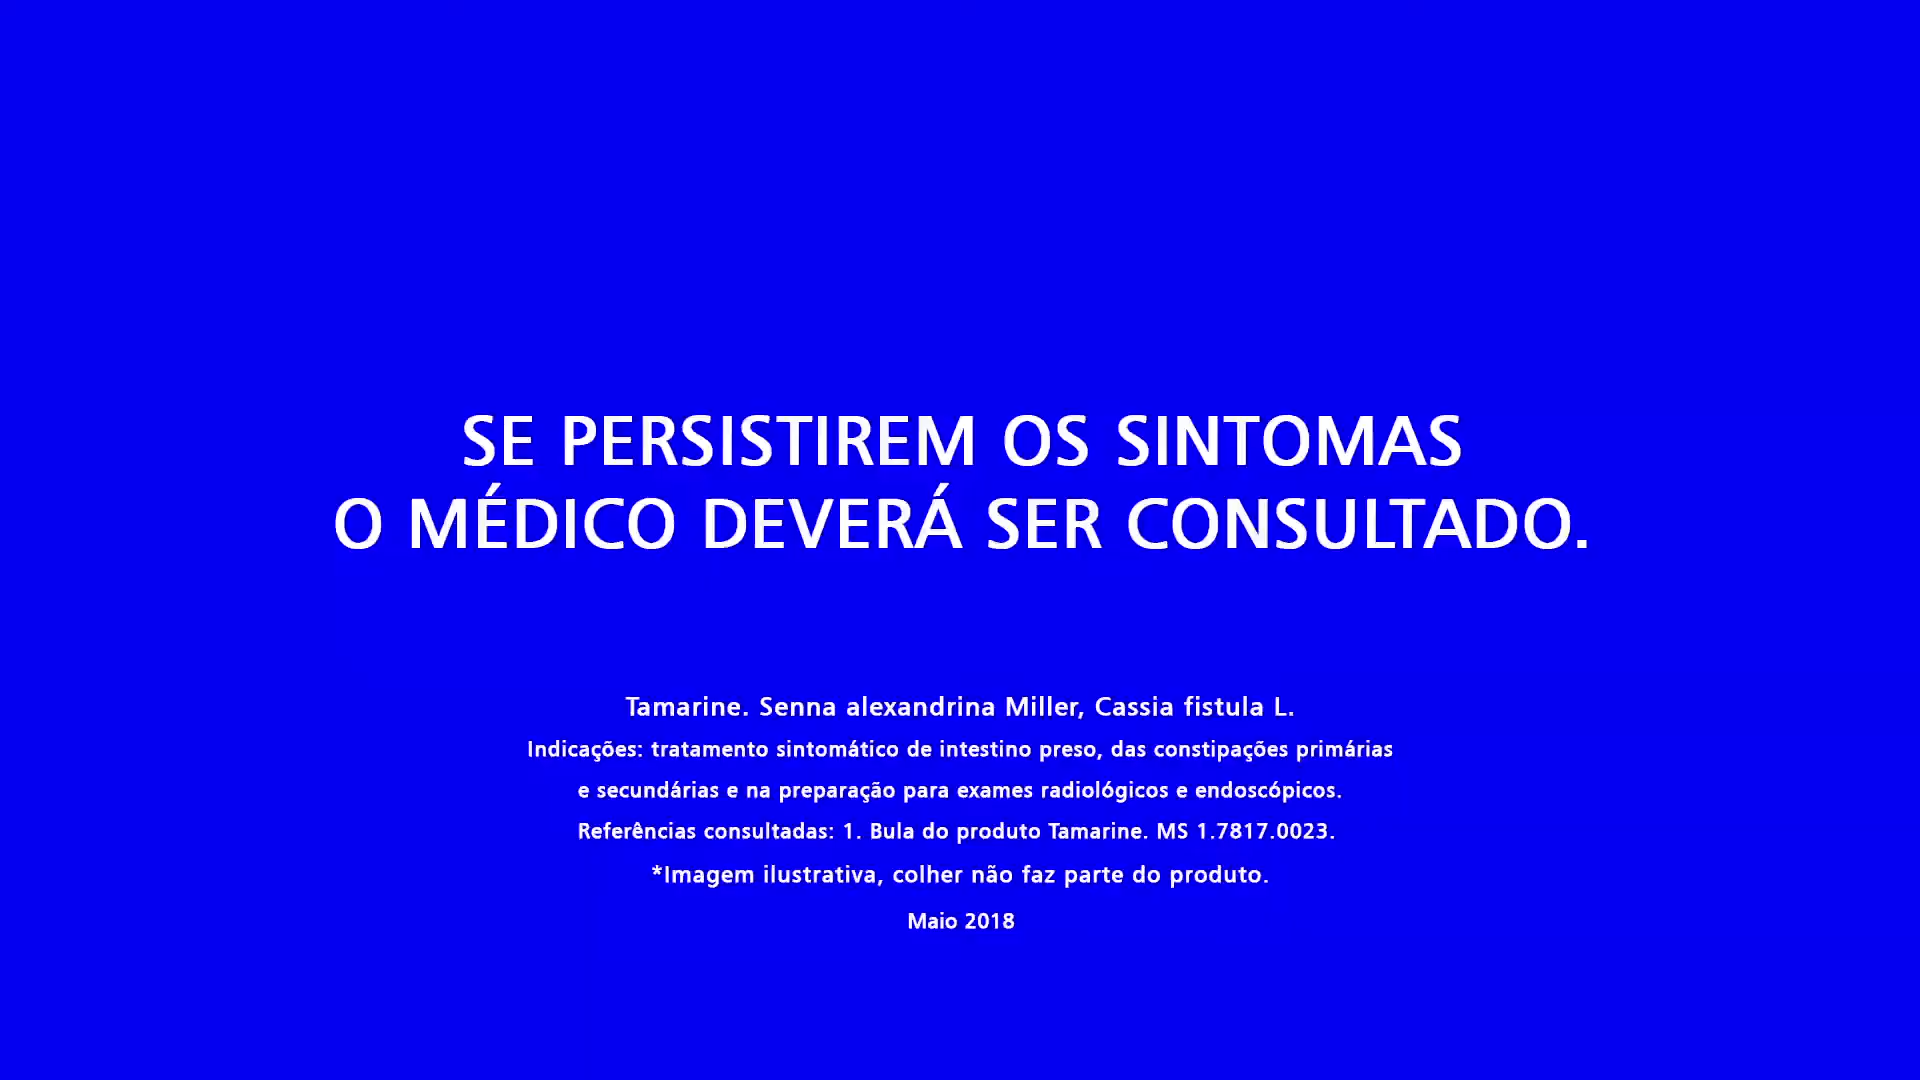 SE PERSISTIREM OS SINTOMAS
O MÉDICO DEVERÁ SER CONSULTADO.
Tamarine. Senna alexandrina Miller, Cassia fistula L.
Indicações: tratamento sintomático de intestino preso, das constipações primárias
e secundárias e na preparação para exames radiológicos e endoscópicos.
Referências consultadas: 1. Bula do produto Tamarine. MS 1.7817.0023.
*Imagem ilustrativa, colher não faz parte do produto.
Maio 2018